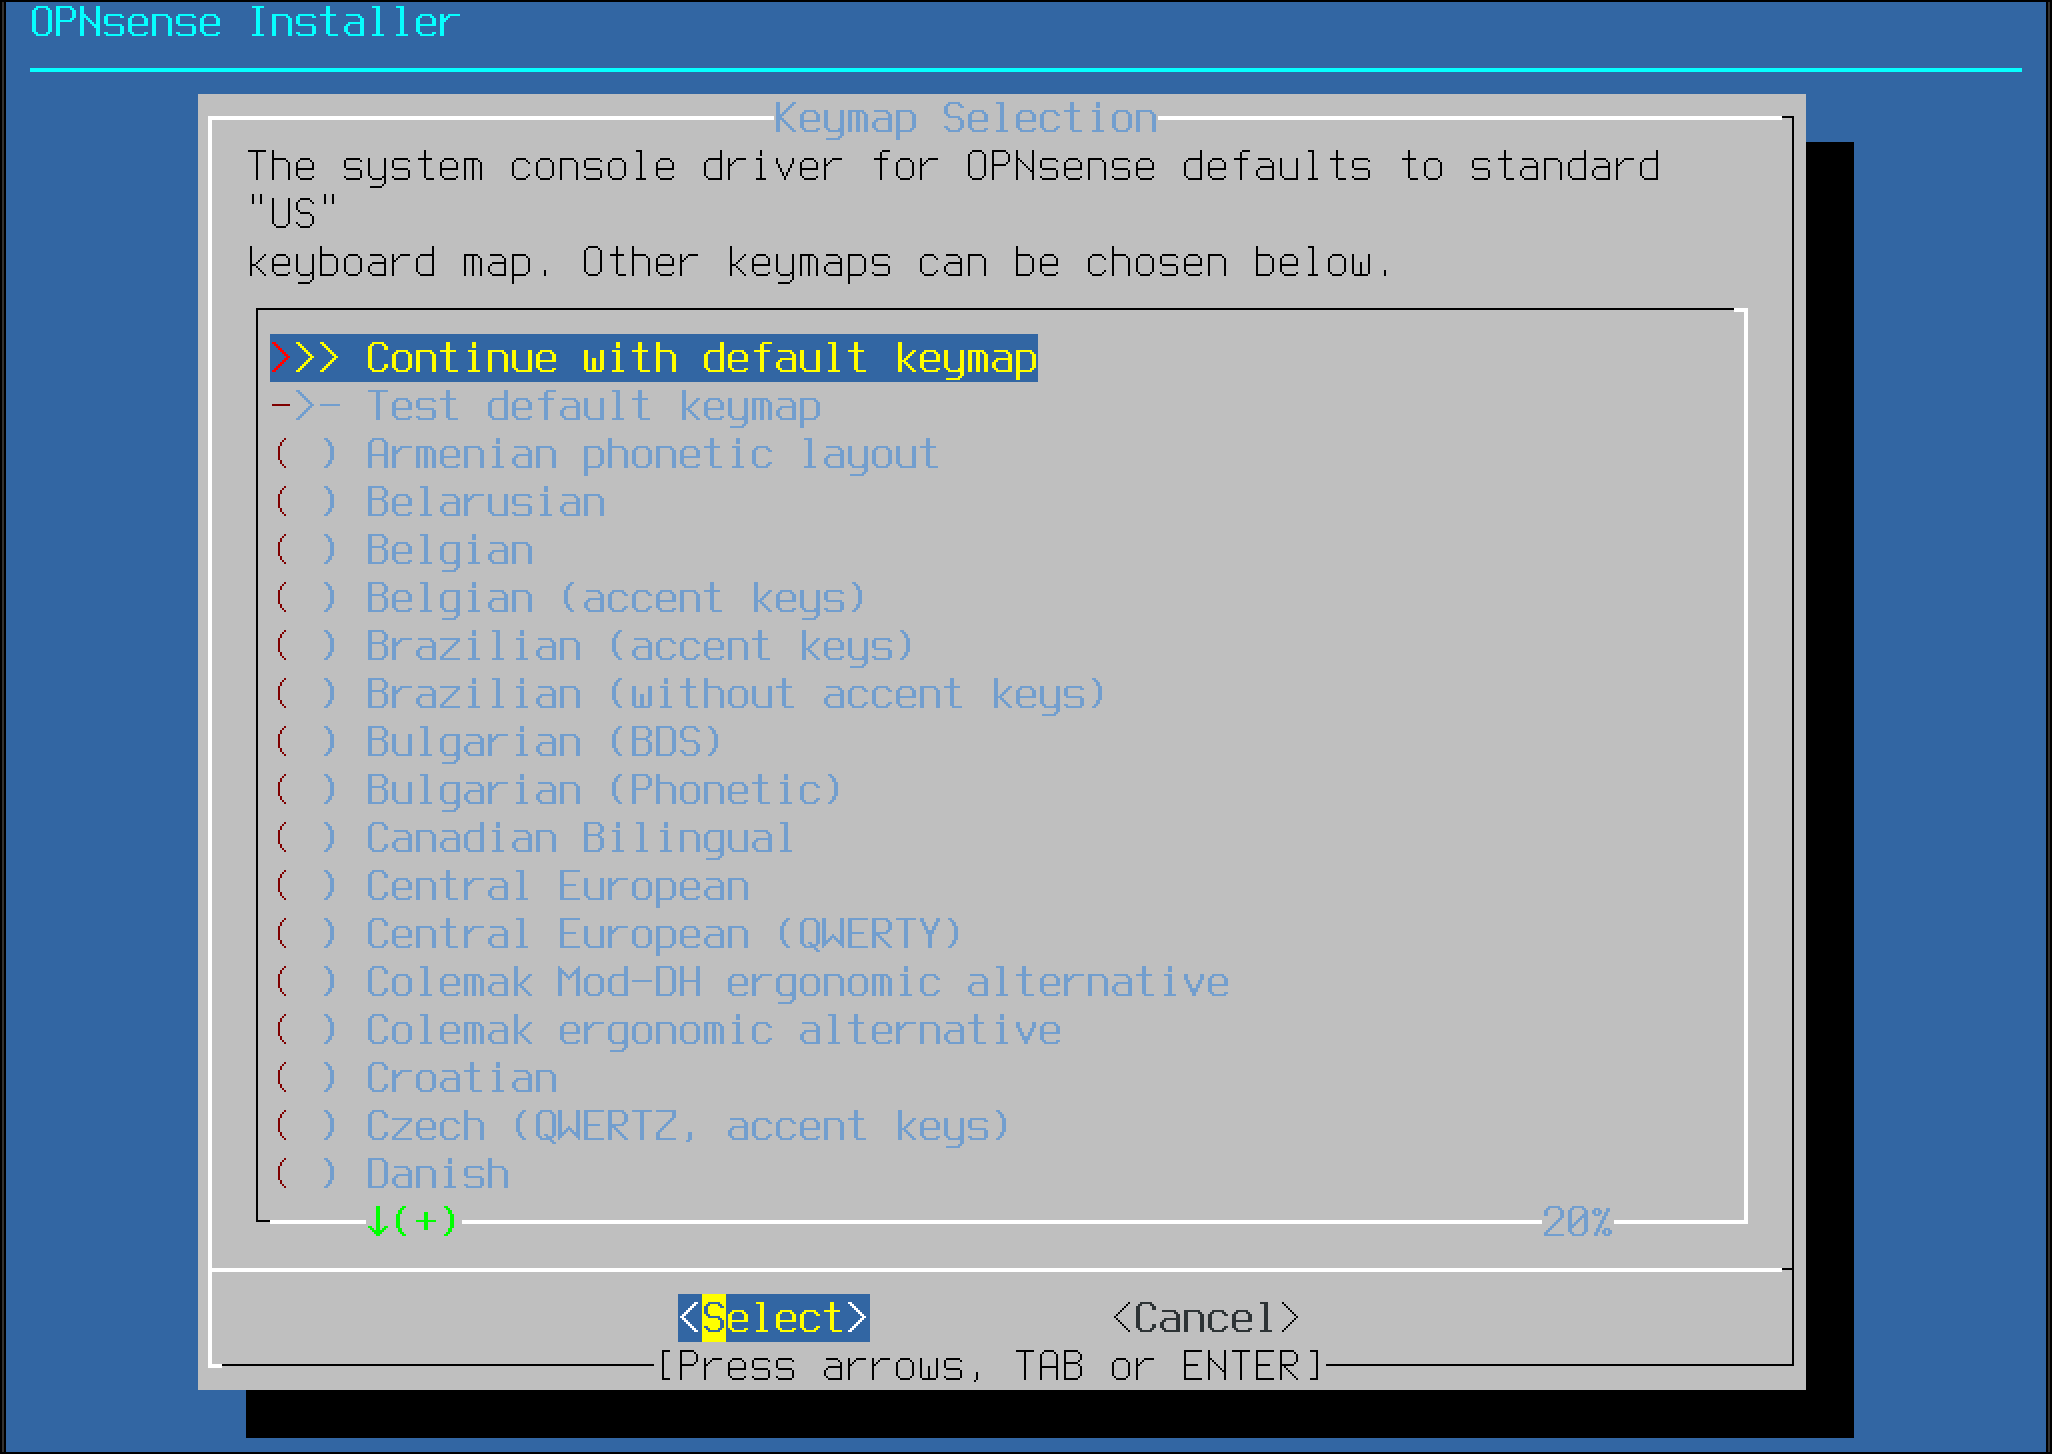 OPNsense Installer
Keymap Selection
The system console driver for OPNsense defaults to standard
"US"
keyboard map. Other keymaps can be chosen below.
>>> Continue with default keymap
->- Test default keymap
( ) Armenian phonetic layout
( ) Belarusian
( ) Belgian
( ) Belgian (accent keys)
( ) Brazilian (accent keys)
( ) Brazilian (without accent keys)
( ) Bulgarian (BDS)
( ) Bulgarian (Phonetic)
( ) Canadian Bilingual
( ) Central European
( ) Central European (QWERTY)
( ) Colemak Mod-DH ergonomic alternative
( ) Colemak ergonomic alternative
( ) Croatian
( ) Czech (QWERTZ, accent keys)
( ) Danish
↓(+) 20%
<Select> <Cancel>
[Press arrows, TAB or ENTER]